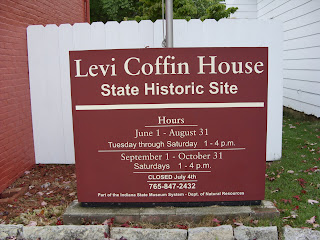 Levi Coffin House
State Historic Site
Hours
June 1 - August 31
Tuesday through Saturday 1 - 4 p.m.
September 1 - October 31
Saturdays 1 - 4 p.m.
CLOSED July 4th
765-847-2432
Part of the Indiana State Museum System - Dept. of Natural Resources